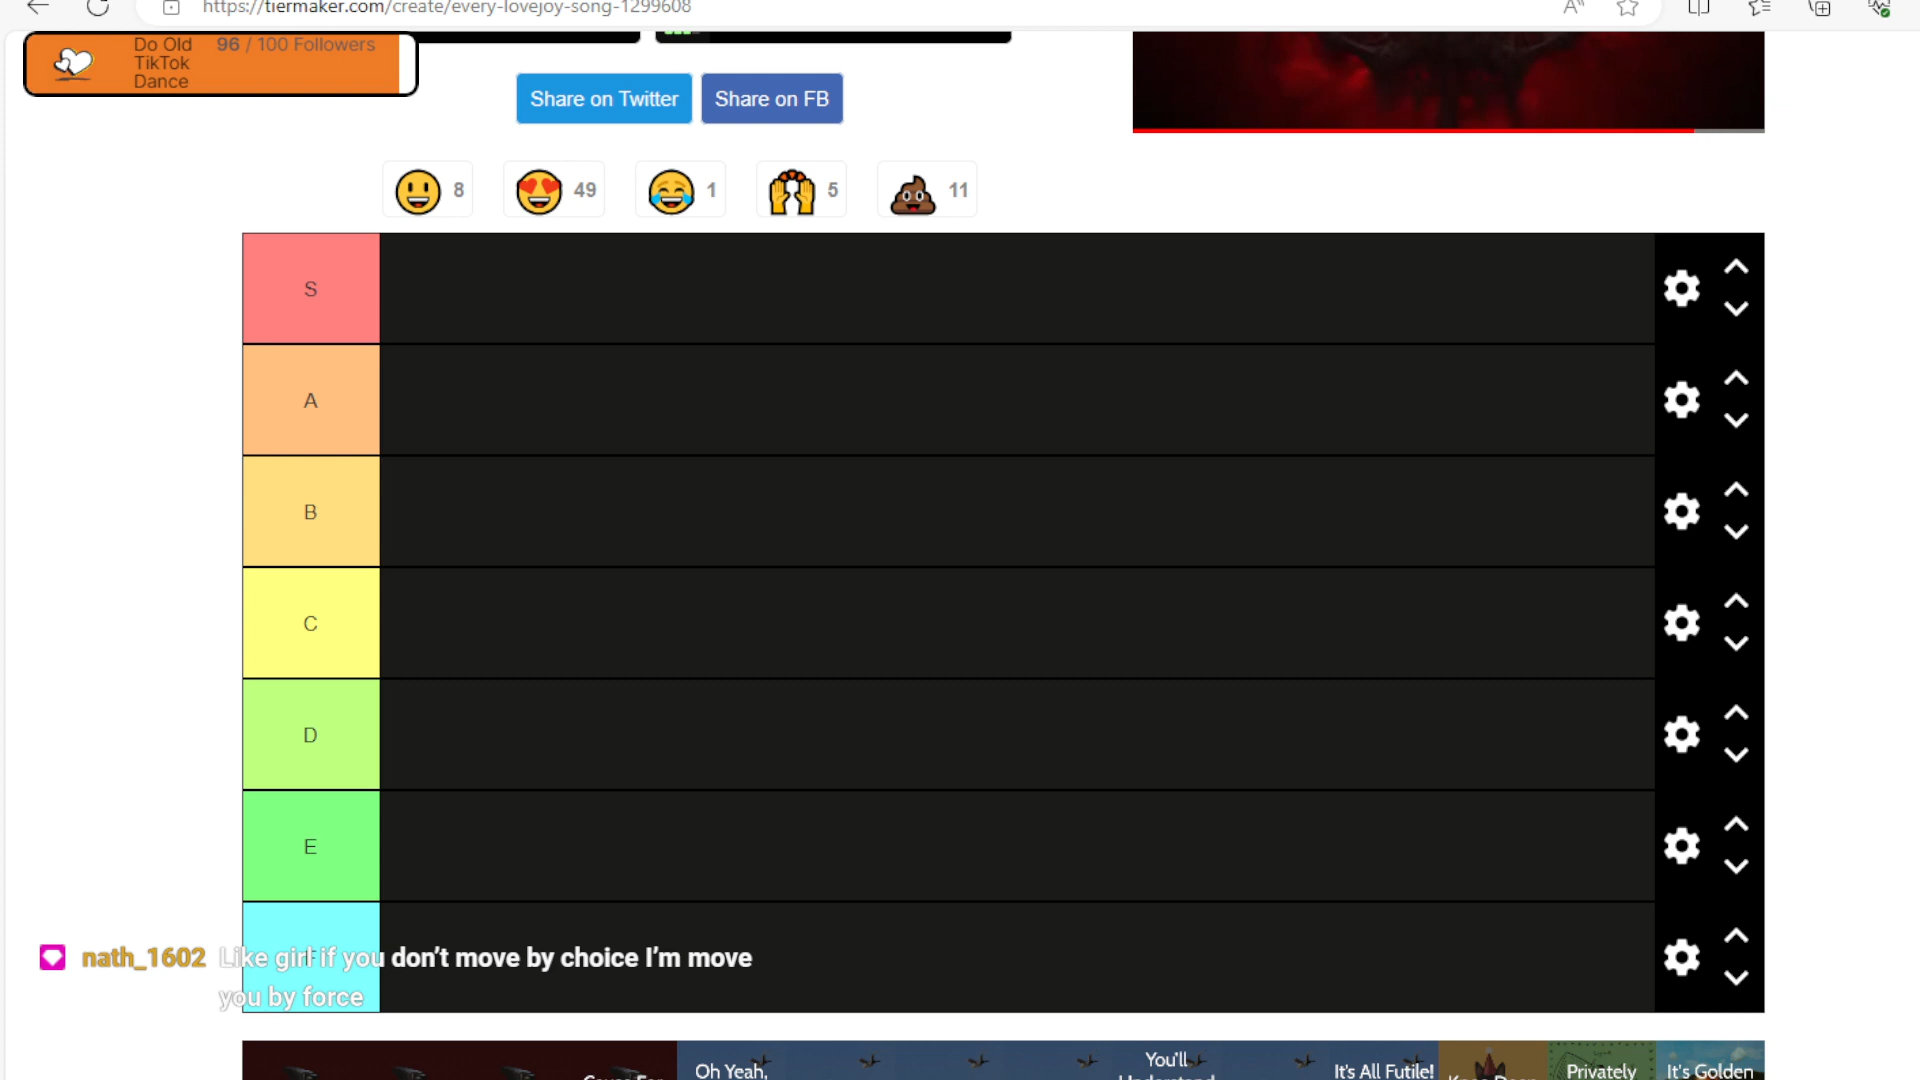 https://tiermaker.com/create/every-lovejoy-song-1299608
Do Old
TikTok
Dance
96 / 100 Followers
Share on Twitter
Share on FB
8
49
1
5
11
S
A
B
C
D
E
nath_1602 Like girl if you don't move by choice I'm move
you by force
Oh Yeah,
You'll
It's All Futile!
Privately
It's Golden